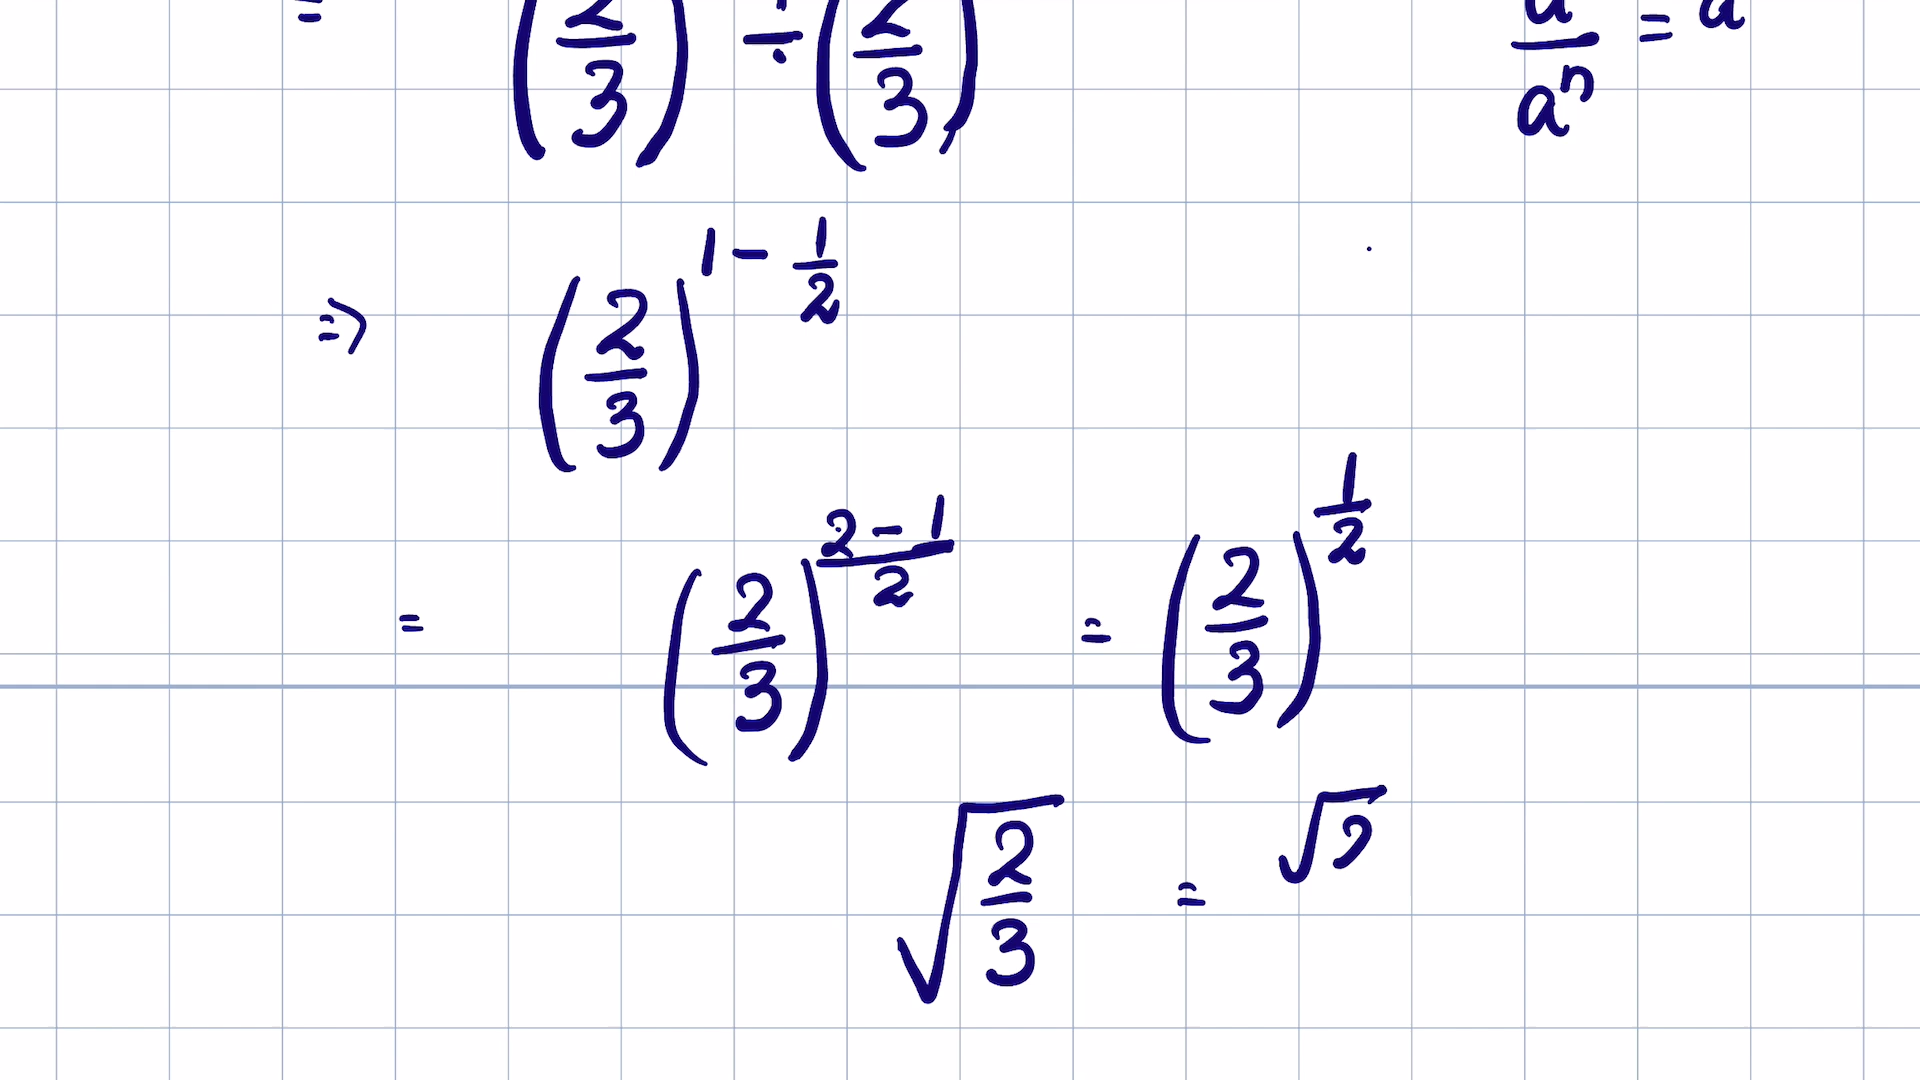 = (2/3) ÷ (2/3)
a/aⁿ = a
⇒ (2/3)^(1 - 1/2)
= (2/3)^((2-1)/2) = (2/3)^(1/2)
√(2/3) = √2